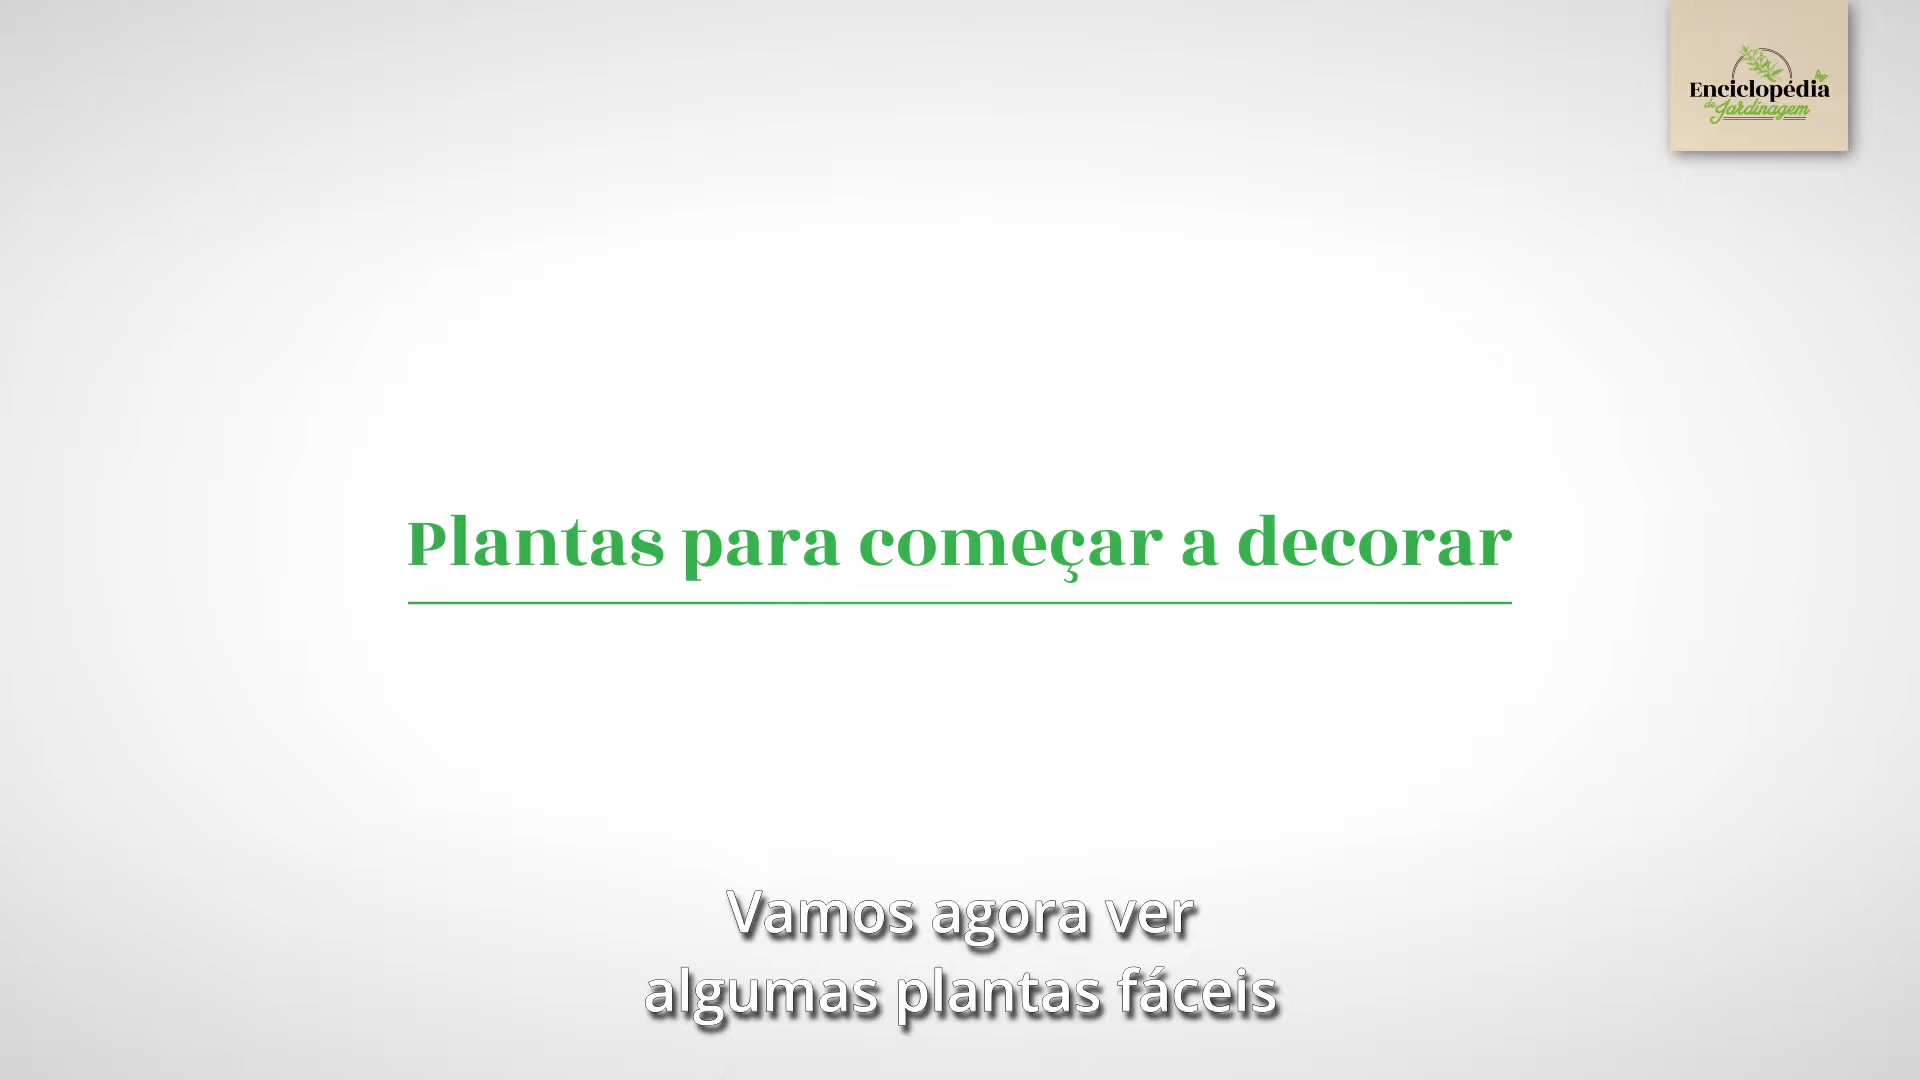 Enciclopédia
de Jardinagem
Plantas para começar a decorar
Vamos agora ver
algumas plantas fáceis